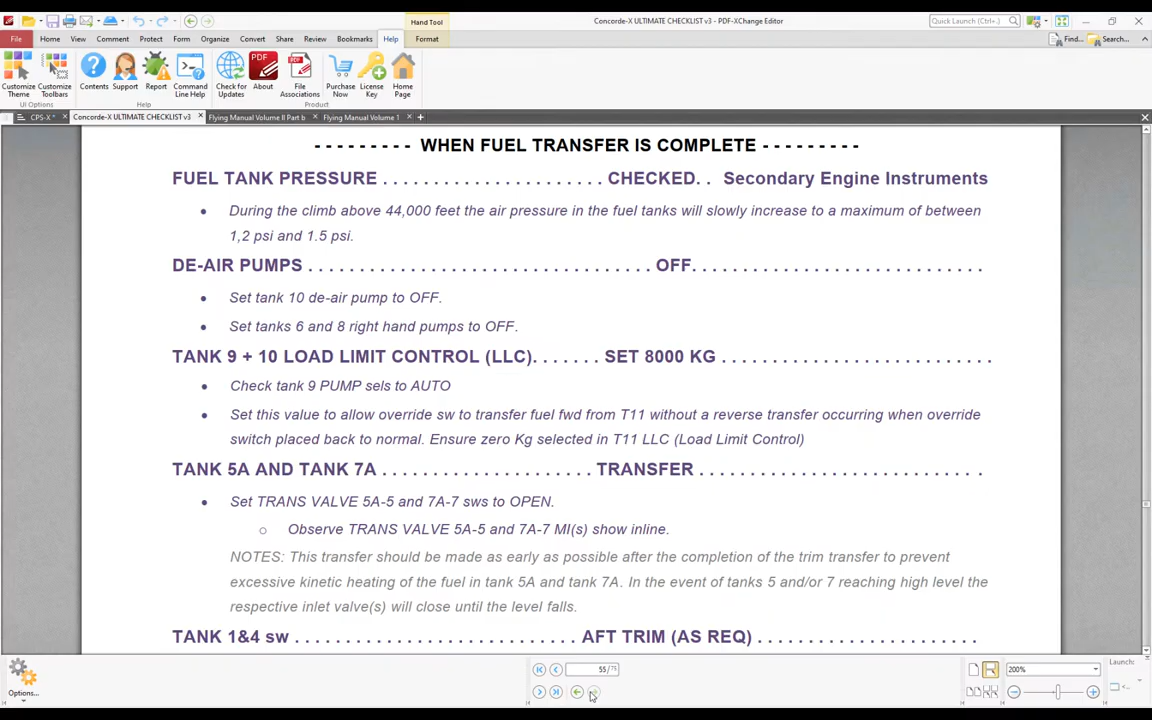 Hand Tool
Concorde-X ULTIMATE CHECKLIST v3 - PDF-XChange Editor
Quick Launch (Ctrl+.)
File Home View Comment Protect Form Organize Convert Share Review Bookmarks Help Format
Find... Search...
Customize Theme
Customize Toolbars
Contents
Support
Report
Command Line Help
Check for Updates
About
File Associations
Purchase Now
License Key
Home Page
UI Options
Help
Product
CPS-X *
Concorde-X ULTIMATE CHECKLIST v3
Flying Manual Volume II Part b
Flying Manual Volume 1
- - - - - - - - - WHEN FUEL TRANSFER IS COMPLETE - - - - - - - - -
FUEL TANK PRESSURE . . . . . . . . . . . . . . . . . . . . . . CHECKED. . Secondary Engine Instruments
• During the climb above 44,000 feet the air pressure in the fuel tanks will slowly increase to a maximum of between
1,2 psi and 1.5 psi.
DE-AIR PUMPS . . . . . . . . . . . . . . . . . . . . . . . . . . . . . . . . . OFF. . . . . . . . . . . . . . . . . . . . . . . . . . . . .
• Set tank 10 de-air pump to OFF.
• Set tanks 6 and 8 right hand pumps to OFF.
TANK 9 + 10 LOAD LIMIT CONTROL (LLC). . . . . . . SET 8000 KG . . . . . . . . . . . . . . . . . . . . . . . . . . .
• Check tank 9 PUMP sels to AUTO
• Set this value to allow override sw to transfer fuel fwd from T11 without a reverse transfer occurring when override
switch placed back to normal. Ensure zero Kg selected in T11 LLC (Load Limit Control)
TANK 5A AND TANK 7A . . . . . . . . . . . . . . . . . . . . . TRANSFER . . . . . . . . . . . . . . . . . . . . . . . . . . . .
• Set TRANS VALVE 5A-5 and 7A-7 sws to OPEN.
○ Observe TRANS VALVE 5A-5 and 7A-7 MI(s) show inline.
NOTES: This transfer should be made as early as possible after the completion of the trim transfer to prevent
excessive kinetic heating of the fuel in tank 5A and tank 7A. In the event of tanks 5 and/or 7 reaching high level the
respective inlet valve(s) will close until the level falls.
TANK 1&4 sw . . . . . . . . . . . . . . . . . . . . . . . . . . . . AFT TRIM (AS REQ) . . . . . . . . . . . . . . . . . . . . . .
Options...
55/75
200%
Launch: